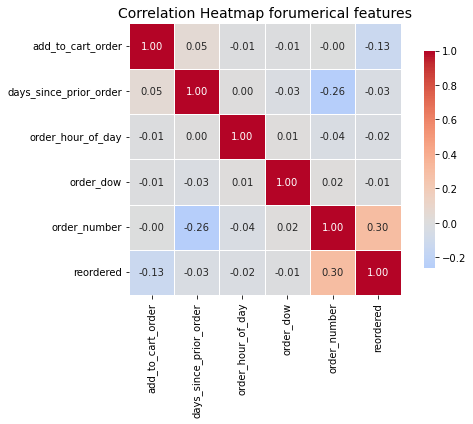 Correlation Heatmap forumerical features
add_to_cart_order 1.00 0.05 -0.01 -0.01 -0.00 -0.13
days_since_prior_order 0.05 1.00 0.00 -0.03 -0.26 -0.03
order_hour_of_day -0.01 0.00 1.00 0.01 -0.04 -0.02
order_dow -0.01 -0.03 0.01 1.00 0.02 -0.01
order_number -0.00 -0.26 -0.04 0.02 1.00 0.30
reordered -0.13 -0.03 -0.02 -0.01 0.30 1.00
add_to_cart_order
days_since_prior_order
order_hour_of_day
order_dow
order_number
reordered
1.0
0.8
0.6
0.4
0.2
0.0
−0.2